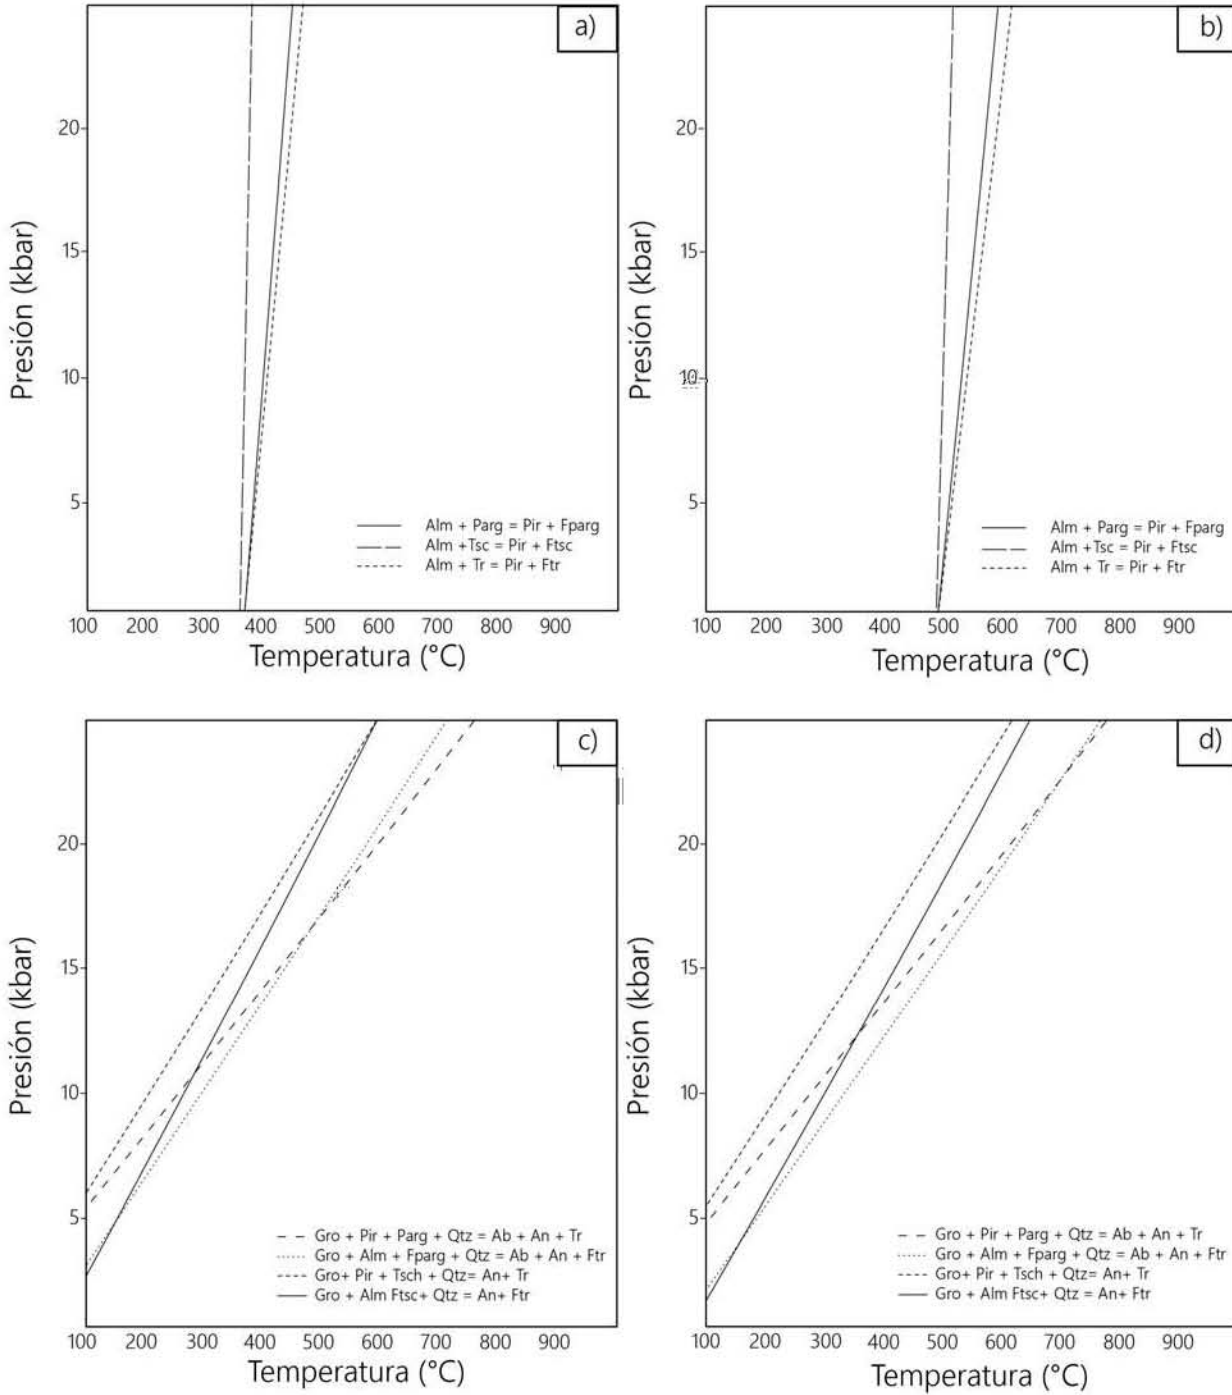 a)
Presión (kbar)
20
15
10
5
Alm + Parg = Pir + Fparg
Alm +Tsc = Pir + Ftsc
Alm + Tr = Pir + Ftr
100 200 300 400 500 600 700 800 900
Temperatura (°C)
b)
Presión (kbar)
20
15
10
5
Alm + Parg = Pir + Fparg
Alm +Tsc = Pir + Ftsc
Alm + Tr = Pir + Ftr
100 200 300 400 500 600 700 800 900
Temperatura (°C)
c)
Presión (kbar)
20
15
10
5
Gro + Pir + Parg + Qtz = Ab + An + Tr
Gro + Alm + Fparg + Qtz = Ab + An + Ftr
Gro+ Pir + Tsch + Qtz= An+ Tr
Gro + Alm Ftsc+ Qtz = An+ Ftr
100 200 300 400 500 600 700 800 900
Temperatura (°C)
d)
Presión (kbar)
20
15
10
5
Gro + Pir + Parg + Qtz = Ab + An + Tr
Gro + Alm + Fparg + Qtz = Ab + An + Ftr
Gro+ Pir + Tsch + Qtz= An+ Tr
Gro + Alm Ftsc+ Qtz = An+ Ftr
100 200 300 400 500 600 700 800 900
Temperatura (°C)